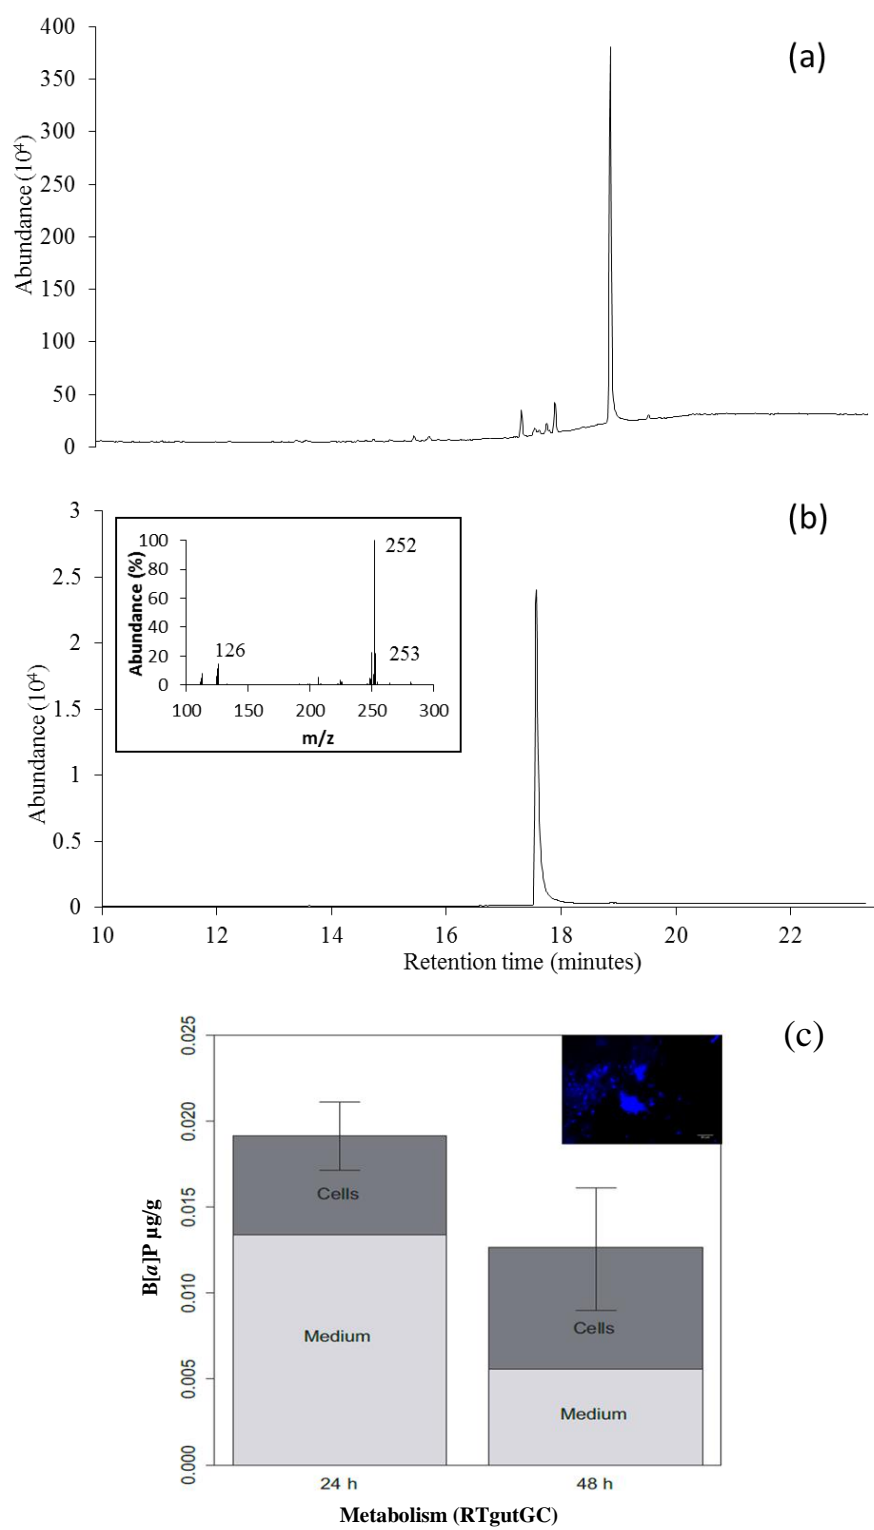 (a)
Abundance (10⁴)
400
350
300
250
200
150
100
50
0
(b)
Abundance (10⁴)
3
2.5
2
1.5
1
0.5
0
Abundance (%)
100
80
60
40
20
0
252
253
126
100 150 200 250 300
m/z
10 12 14 16 18 20 22
Retention time (minutes)
(c)
B[a]P µg/g
0.025
0.020
0.015
0.010
0.005
0.000
Cells
Medium
Cells
Medium
24 h 48 h
Metabolism (RTgutGC)